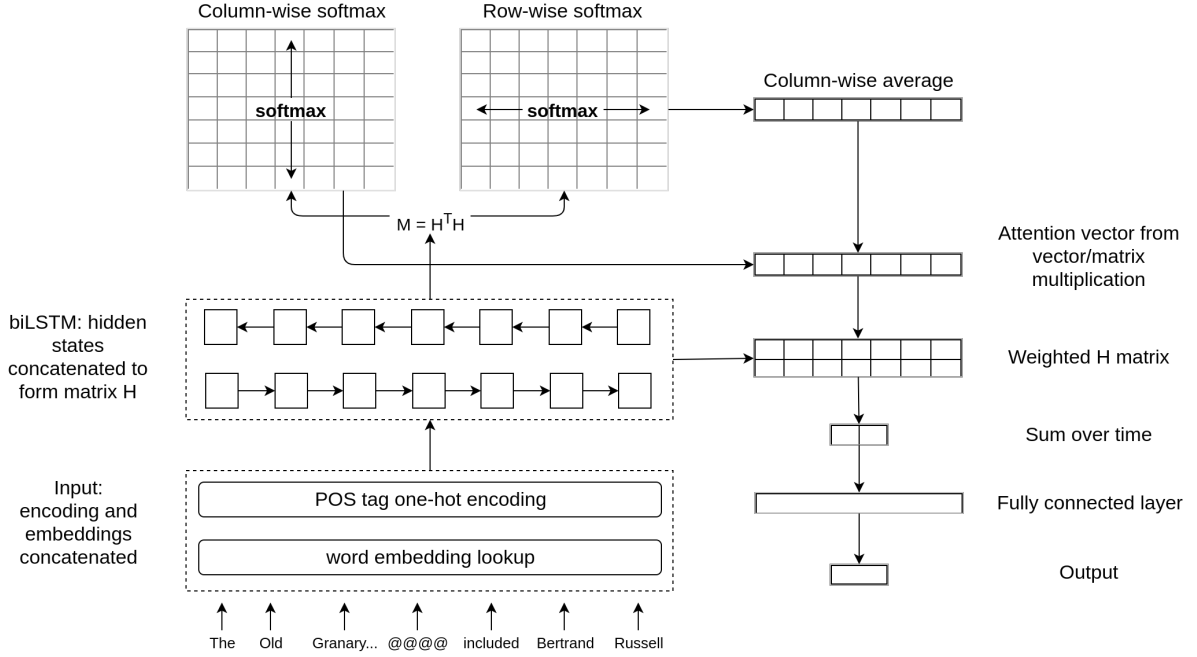 Column-wise softmax
Row-wise softmax
softmax
softmax
Column-wise average
M = HᵀH
Attention vector from
vector/matrix
multiplication
biLSTM: hidden
states
concatenated to
form matrix H
Weighted H matrix
Sum over time
Input:
encoding and
embeddings
concatenated
POS tag one-hot encoding
word embedding lookup
Fully connected layer
Output
The Old Granary... @@@@ included Bertrand Russell